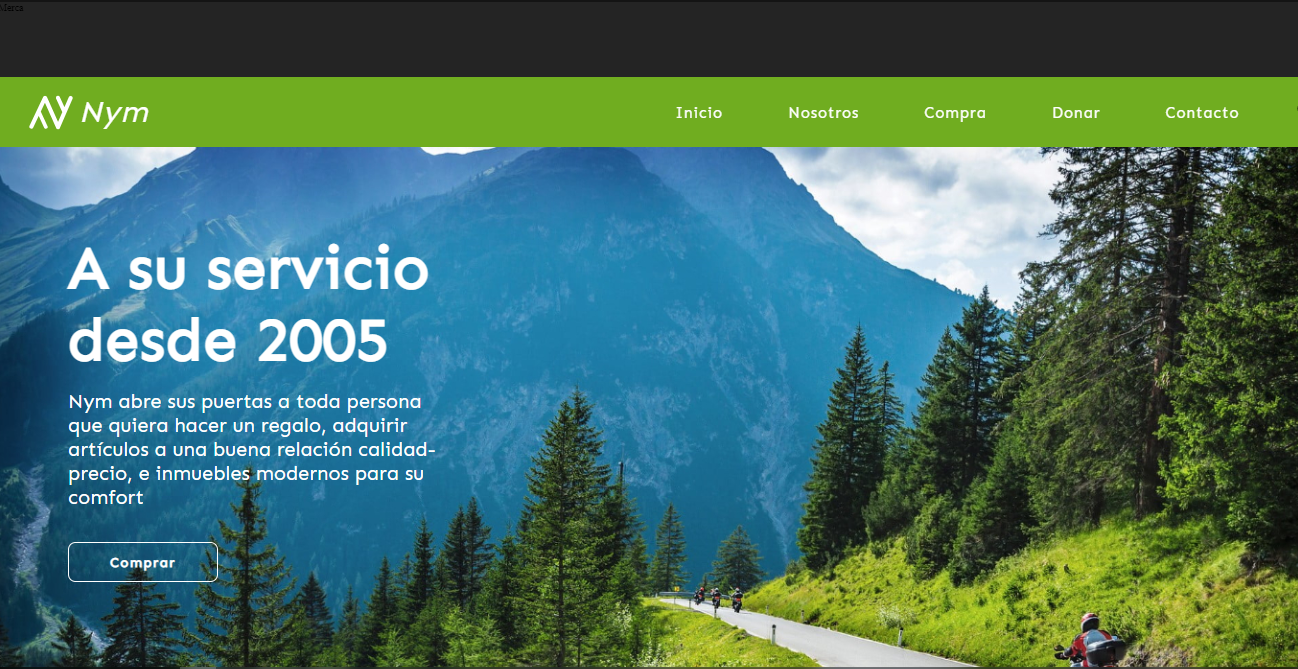 Nym
Inicio
Nosotros
Compra
Donar
Contacto
A su servicio
desde 2005
Nym abre sus puertas a toda persona
que quiera hacer un regalo, adquirir
artículos a una buena relación calidad-
precio, e inmuebles modernos para su
comfort
Comprar